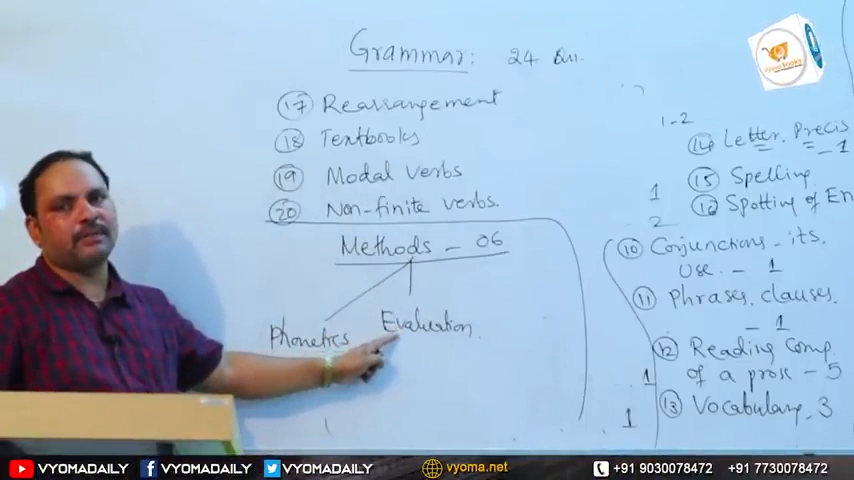 Grammar: 24
17 Rearrangement
18 Textbooks
19 Modal verbs
20 Non-finite verbs.
Methods - 06
Phonetics
Evaluation.
1-2
14 Letter. Precis
- 1
15 Spelling
1
16 Spotting of En
2
10 Conjunctions - its.
Use. - 1
11 Phrases. clauses.
- 1
12 Reading Comp.
of a prose - 5
1
13 Vocabulary - 3
1
Vyoma Books
VYOMADAILY VYOMADAILY VYOMADAILY vyoma.net +91 9030078472 +91 7730078472